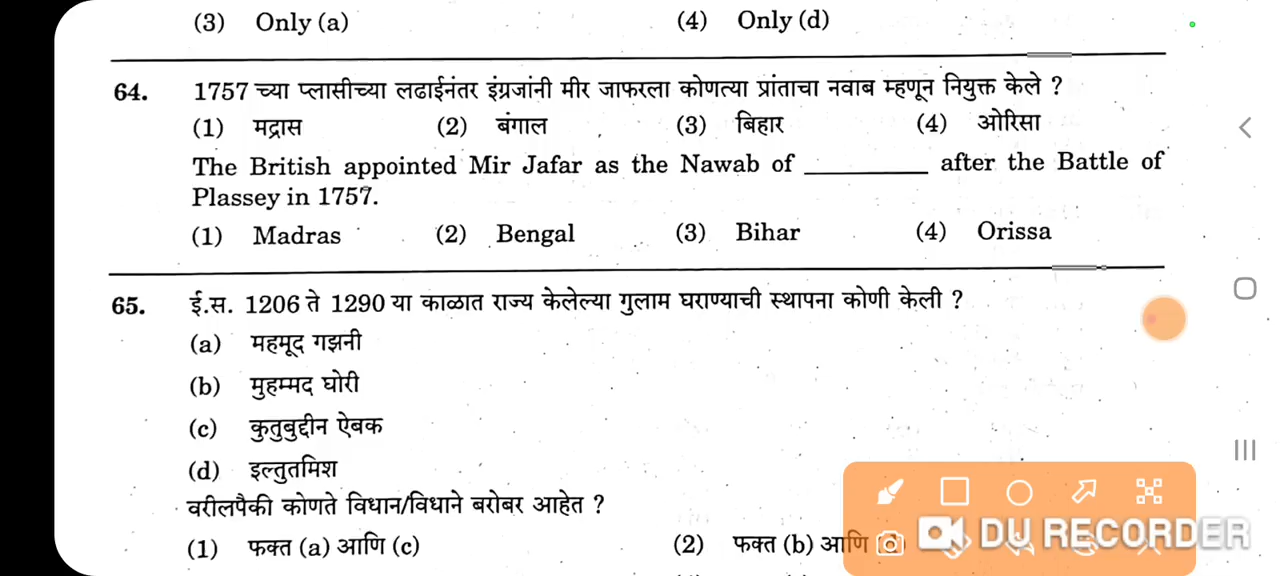 (3) Only (a) (4) Only (d)
64. 1757 च्या प्लासीच्या लढाईनंतर इंग्रजांनी मीर जाफरला कोणत्या प्रांताचा नवाब म्हणून नियुक्त केले ?
(1) मद्रास (2) बंगाल (3) बिहार (4) ओरिसा
The British appointed Mir Jafar as the Nawab of ________ after the Battle of
Plassey in 1757.
(1) Madras (2) Bengal (3) Bihar (4) Orissa
65. ई.स. 1206 ते 1290 या काळात राज्य केलेल्या गुलाम घराण्याची स्थापना कोणी केली ?
(a) महमूद गझनी
(b) मुहम्मद घोरी
(c) कुतुबुद्दीन ऐबक
(d) इल्तुतमिश
वरीलपैकी कोणते विधान/विधाने बरोबर आहेत ?
(1) फक्त (a) आणि (c) (2) फक्त (b) आणि
DU RECORDER